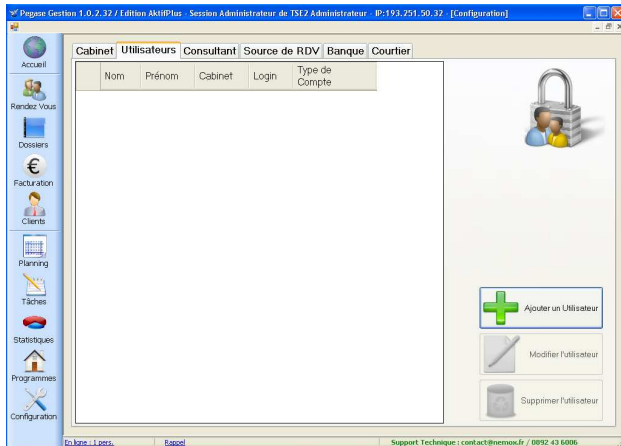 Pegase Gestion 1.0.2.32 / Edition AktifPlus - Session Administrateur de TSE2 Administrateur - IP:193.251.50.32 - [Configuration]
Cabinet Utilisateurs Consultant Source de RDV Banque Courtier
Nom Prénom Cabinet Login Type de Compte
Accueil
Rendez Vous
Dossiers
Facturation
Clients
Planning
Tâches
Statistiques
Programmes
Configuration
Ajouter un Utilisateur
Modifier l'utilisateur
Supprimer l'utilisateur
En ligne : 1 pers. Rappel Support Technique : contact@nemox.fr / 0892 43 6006